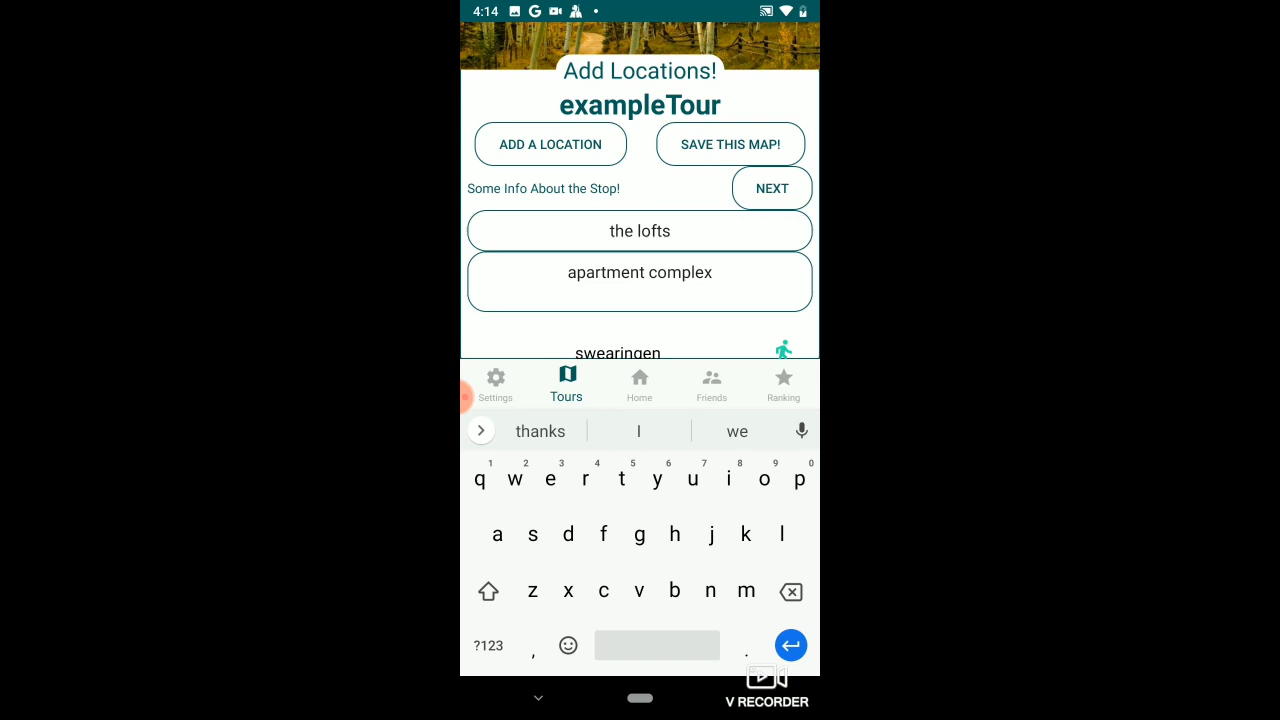 4:14
Add Locations!
exampleTour
ADD A LOCATION
SAVE THIS MAP!
Some Info About the Stop!
NEXT
the lofts
apartment complex
swearingen
Settings
Tours
Home
Friends
Ranking
thanks
I
we
1 2 3 4 5 6 7 8 9 0
q w e r t y u i o p
a s d f g h j k l
z x c v b n m
?123 , .
V RECORDER